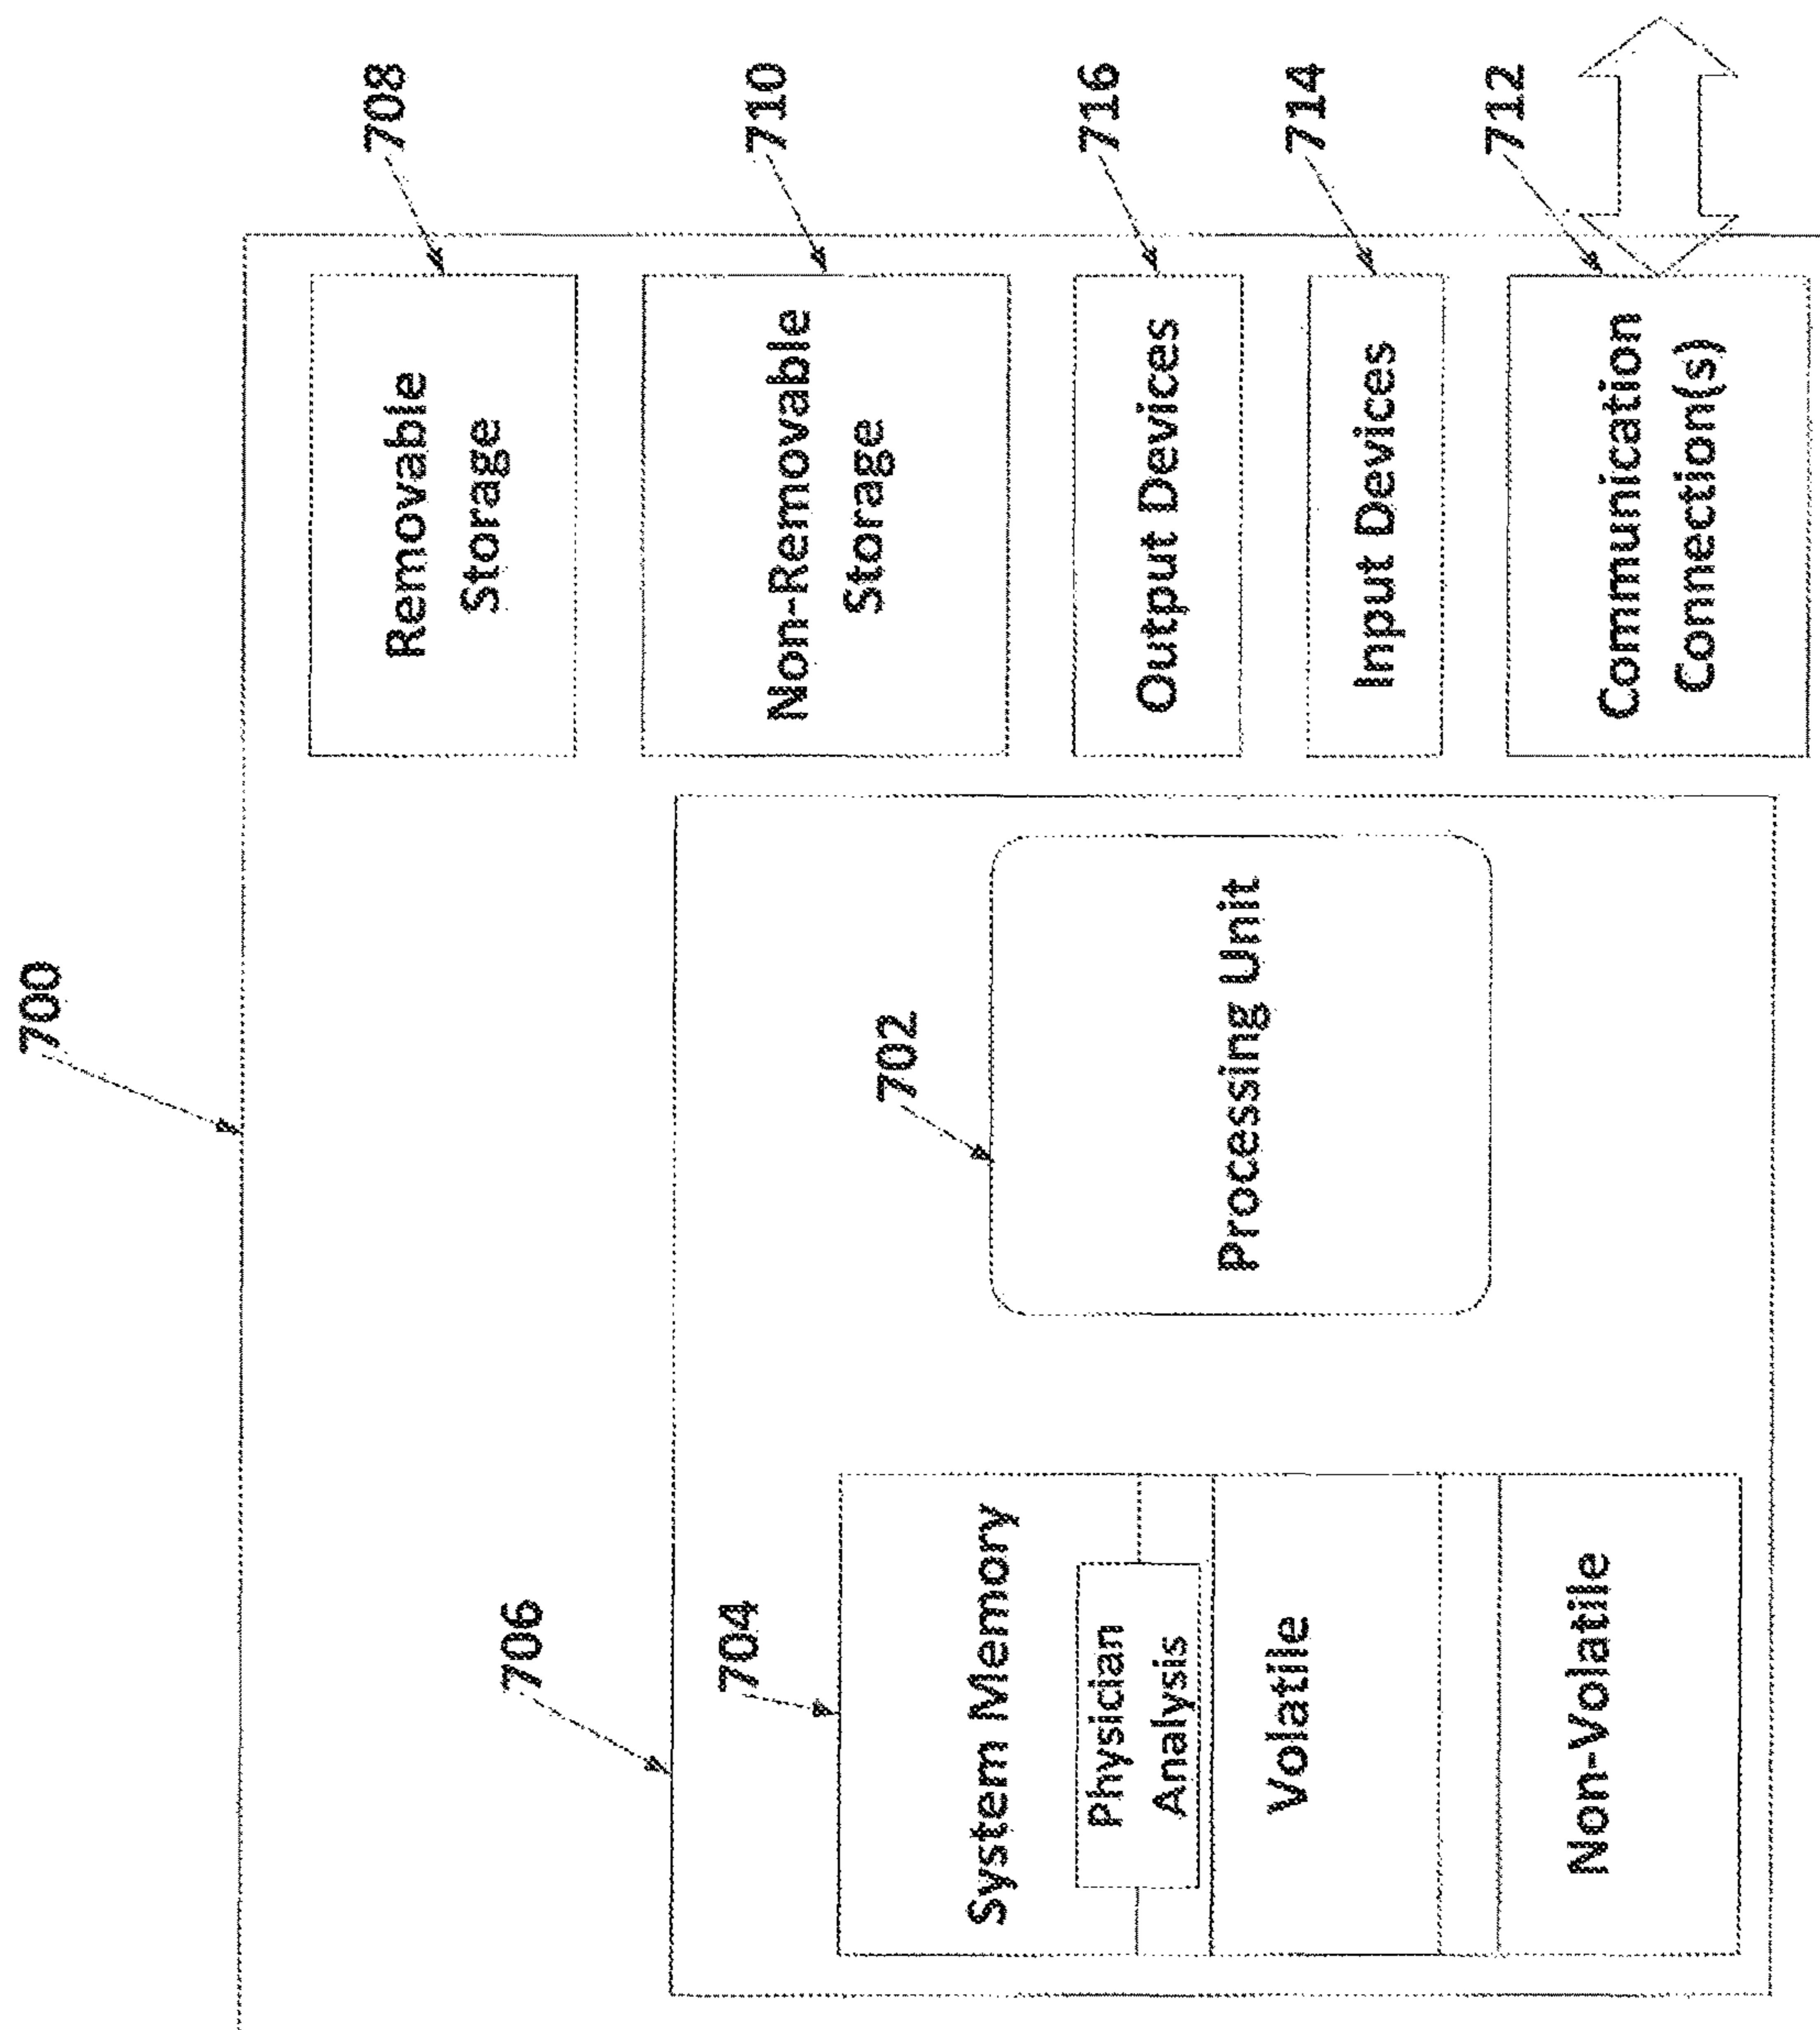 700
706
704
System Memory
Physician
Analysis
Volatile
Non-Volatile
702
Processing Unit
708
Removable
Storage
710
Non-Removable
Storage
716
Output Devices
714
Input Devices
712
Communication
Connection(s)